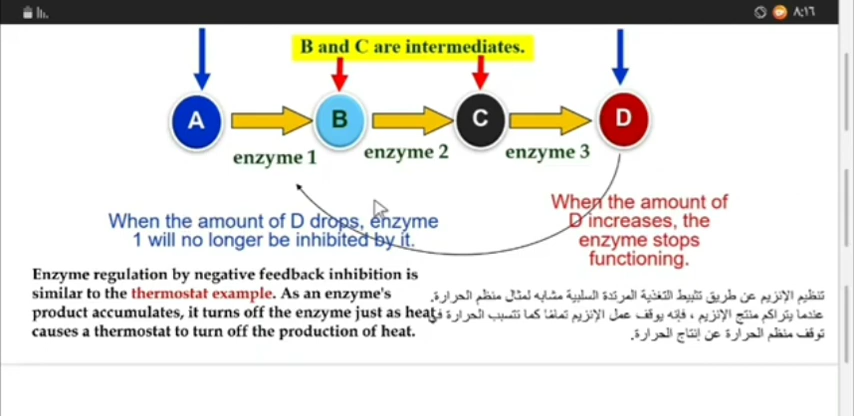 ٨:١٦
B and C are intermediates.
A
B
C
D
enzyme 1
enzyme 2
enzyme 3
When the amount of D drops, enzyme
1 will no longer be inhibited by it.
When the amount of
D increases, the
enzyme stops
functioning.
Enzyme regulation by negative feedback inhibition is
similar to the thermostat example. As an enzyme's
product accumulates, it turns off the enzyme just as heat
causes a thermostat to turn off the production of heat.
تنظيم الإنزيم عن طريق تثبيط التغذية المرتدة السلبية مشابه لمثال منظم الحرارة.
عندما يتراكم منتج الإنزيم ، فإنه يوقف عمل الإنزيم تمامًا كما تتسبب الحرارة في
توقف منظم الحرارة عن إنتاج الحرارة.